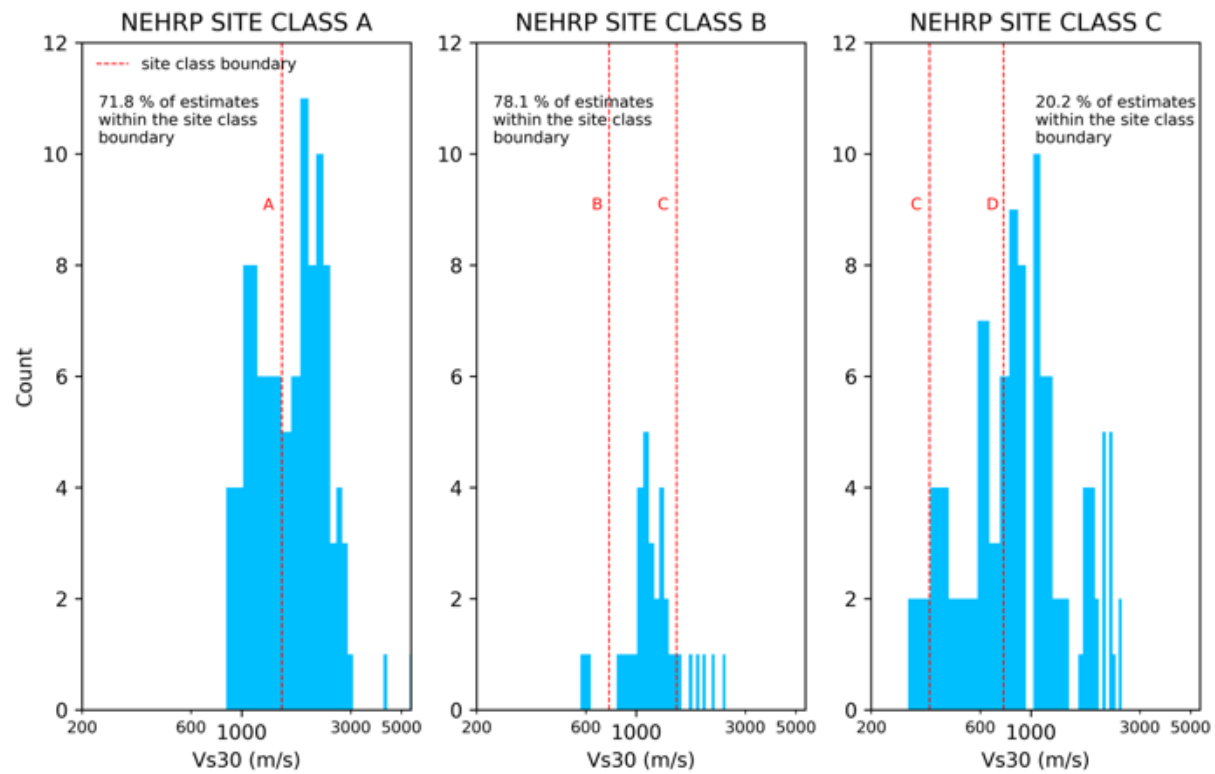 NEHRP SITE CLASS A
12
site class boundary
71.8 % of estimates
within the site class
boundary
10
A
8
6
4
2
0
Count
200
600
1000
3000
5000
Vs30 (m/s)
NEHRP SITE CLASS B
12
78.1 % of estimates
within the site class
boundary
10
B
C
8
6
4
2
0
200
600
1000
3000
5000
Vs30 (m/s)
NEHRP SITE CLASS C
12
20.2 % of estimates
within the site class
boundary
10
C
D
8
6
4
2
0
200
600
1000
3000
5000
Vs30 (m/s)